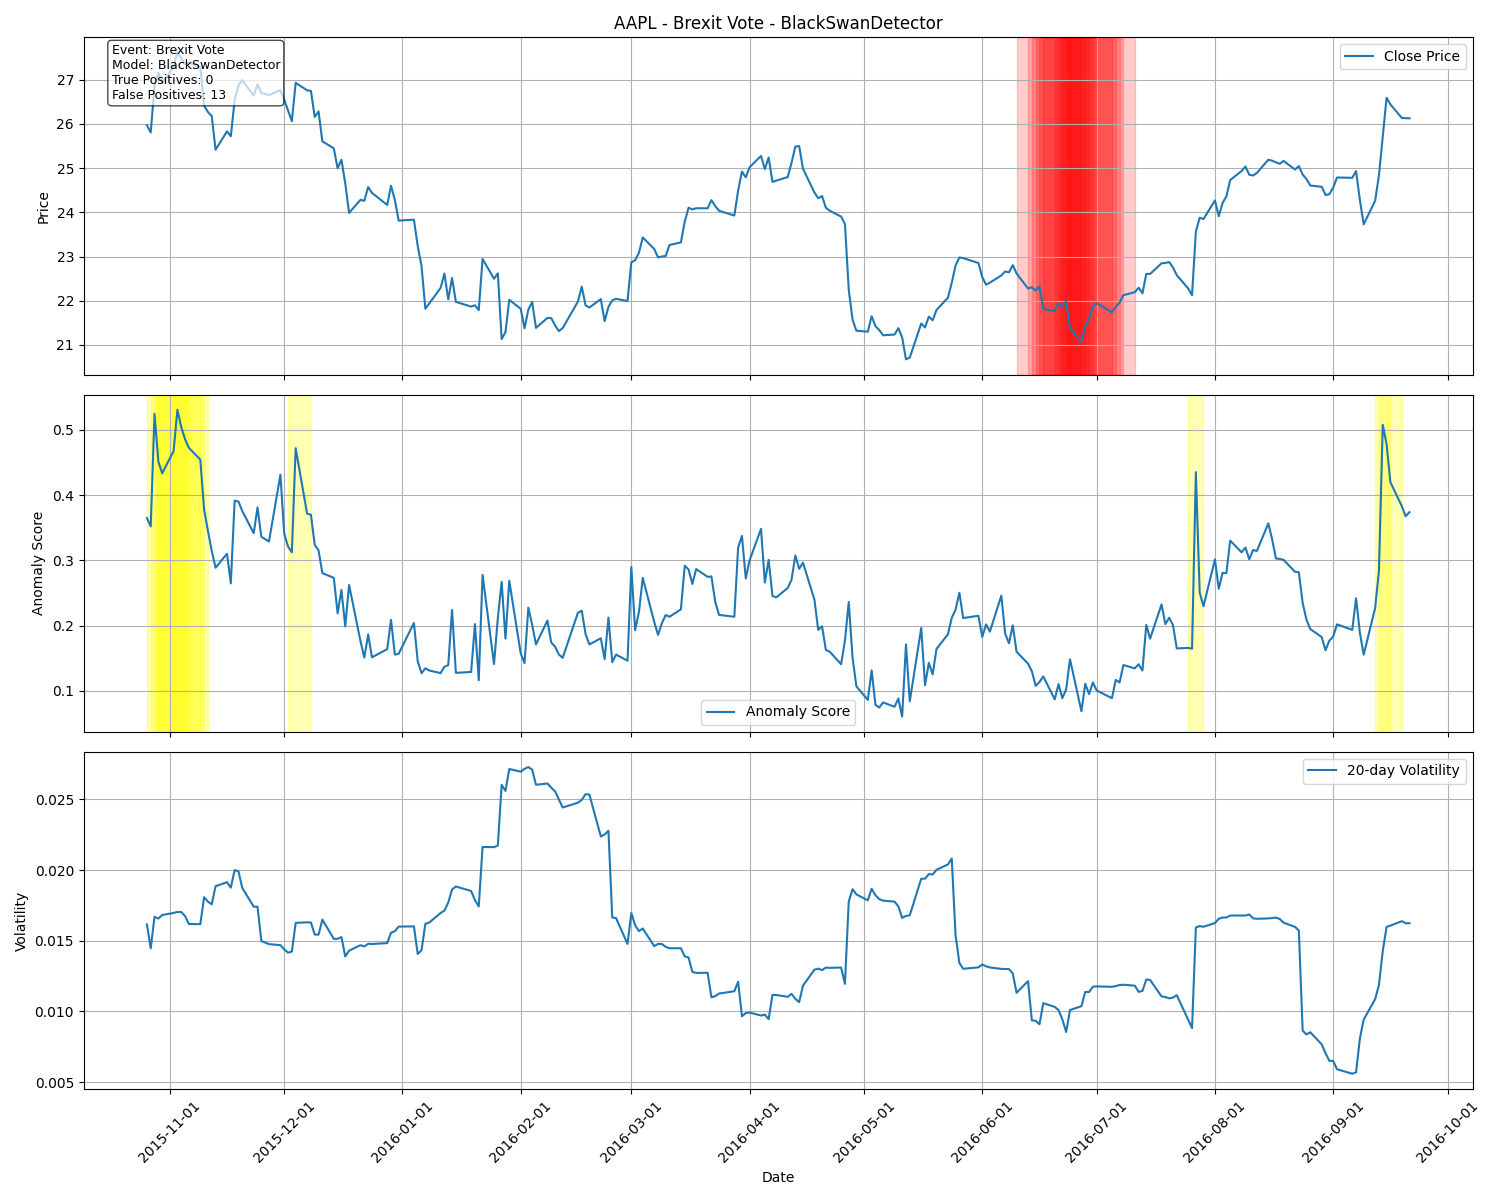 AAPL - Brexit Vote - BlackSwanDetector
Event: Brexit Vote
Model: BlackSwanDetector
True Positives: 0
False Positives: 13
Close Price
27
26
25
24
23
22
21
Price
0.5
0.4
0.3
0.2
0.1
Anomaly Score
Anomaly Score
20-day Volatility
0.025
0.020
0.015
0.010
0.005
Volatility
2015-11-01
2015-12-01
2016-01-01
2016-02-01
2016-03-01
2016-04-01
2016-05-01
2016-06-01
2016-07-01
2016-08-01
2016-09-01
2016-10-01
Date